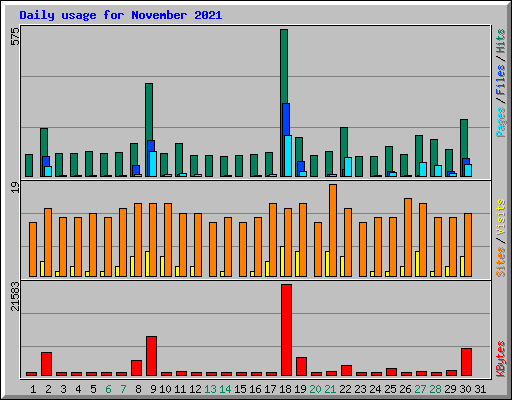 Daily usage for November 2021
575
Pages / Files / Hits
19
Sites / Visits
21583
KBytes
1 2 3 4 5 6 7 8 9 10 11 12 13 14 15 16 17 18 19 20 21 22 23 24 25 26 27 28 29 30 31